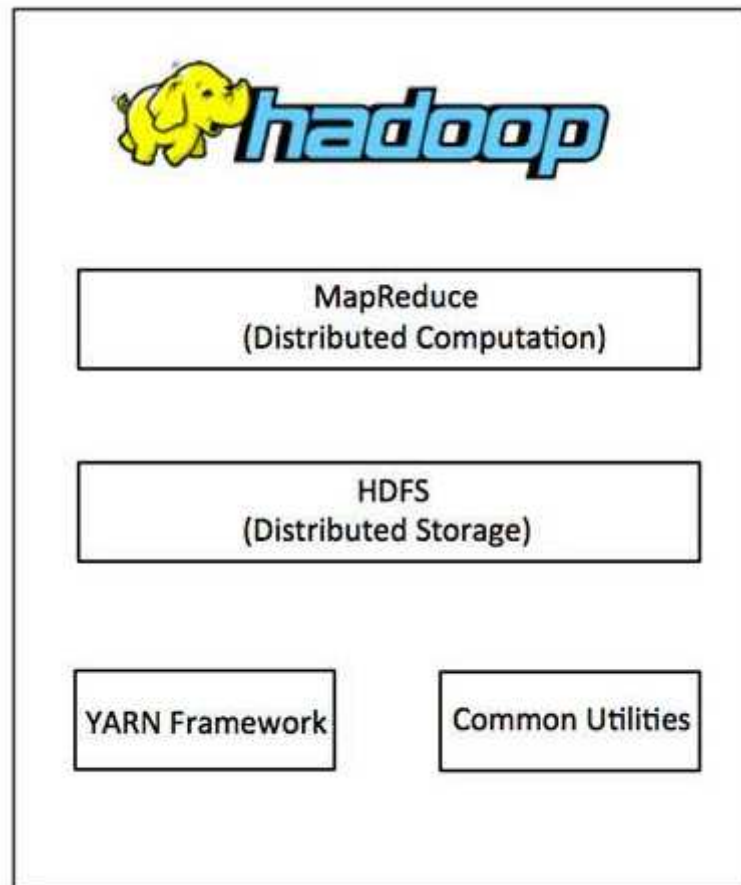 hadoop
MapReduce
(Distributed Computation)
HDFS
(Distributed Storage)
YARN Framework
Common Utilities